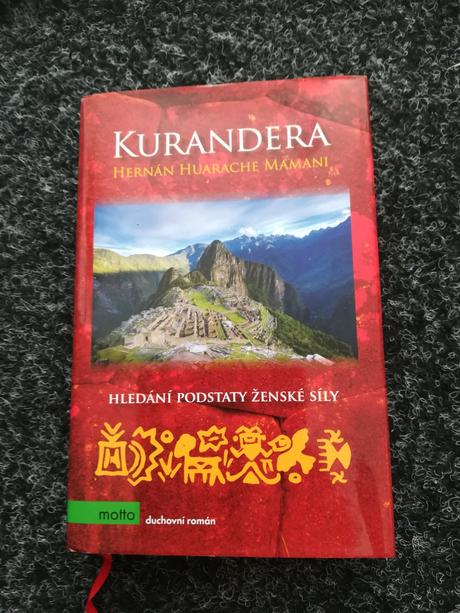 KURANDERA
HERNÁN HUARACHE MAMANI
HLEDÁNÍ PODSTATY ŽENSKÉ SÍLY
motto
duchovní román